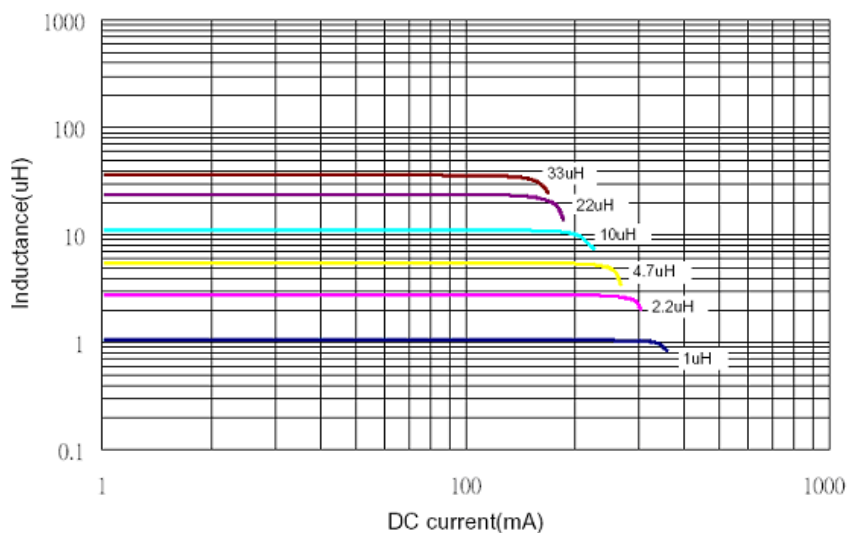 1000
100
10
1
0.1
Inductance(uH)
33uH
22uH
10uH
4.7uH
2.2uH
1uH
1
100
1000
DC current(mA)